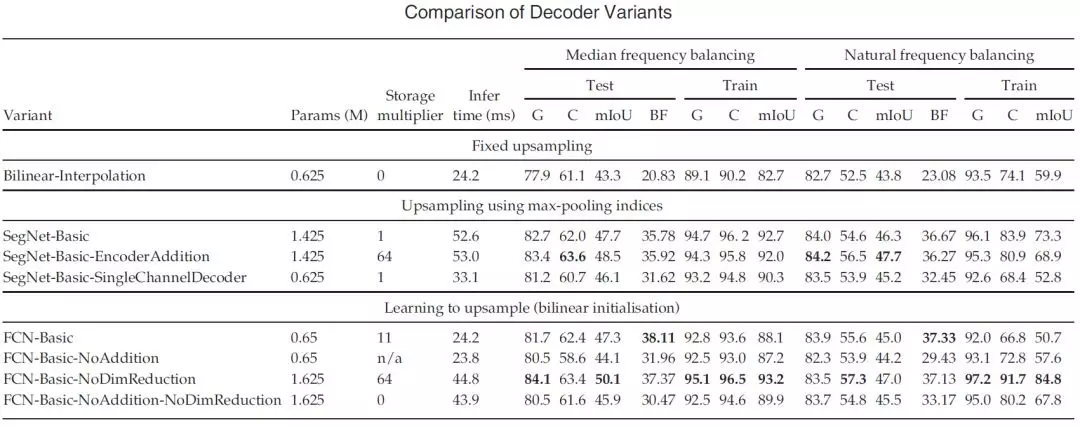 Comparison of Decoder Variants
Median frequency balancing Natural frequency balancing
Test Train Test Train
Storage Infer
Variant Params (M) multiplier time (ms) G C mIoU BF G C mIoU G C mIoU BF G C mIoU
Fixed upsampling
Bilinear-Interpolation 0.625 0 24.2 77.9 61.1 43.3 20.83 89.1 90.2 82.7 82.7 52.5 43.8 23.08 93.5 74.1 59.9
Upsampling using max-pooling indices
SegNet-Basic 1.425 1 52.6 82.7 62.0 47.7 35.78 94.7 96. 2 92.7 84.0 54.6 46.3 36.67 96.1 83.9 73.3
SegNet-Basic-EncoderAddition 1.425 64 53.0 83.4 63.6 48.5 35.92 94.3 95.8 92.0 84.2 56.5 47.7 36.27 95.3 80.9 68.9
SegNet-Basic-SingleChannelDecoder 0.625 1 33.1 81.2 60.7 46.1 31.62 93.2 94.8 90.3 83.5 53.9 45.2 32.45 92.6 68.4 52.8
Learning to upsample (bilinear initialisation)
FCN-Basic 0.65 11 24.2 81.7 62.4 47.3 38.11 92.8 93.6 88.1 83.9 55.6 45.0 37.33 92.0 66.8 50.7
FCN-Basic-NoAddition 0.65 n/a 23.8 80.5 58.6 44.1 31.96 92.5 93.0 87.2 82.3 53.9 44.2 29.43 93.1 72.8 57.6
FCN-Basic-NoDimReduction 1.625 64 44.8 84.1 63.4 50.1 37.37 95.1 96.5 93.2 83.5 57.3 47.0 37.13 97.2 91.7 84.8
FCN-Basic-NoAddition-NoDimReduction 1.625 0 43.9 80.5 61.6 45.9 30.47 92.5 94.6 89.9 83.7 54.8 45.5 33.17 95.0 80.2 67.8